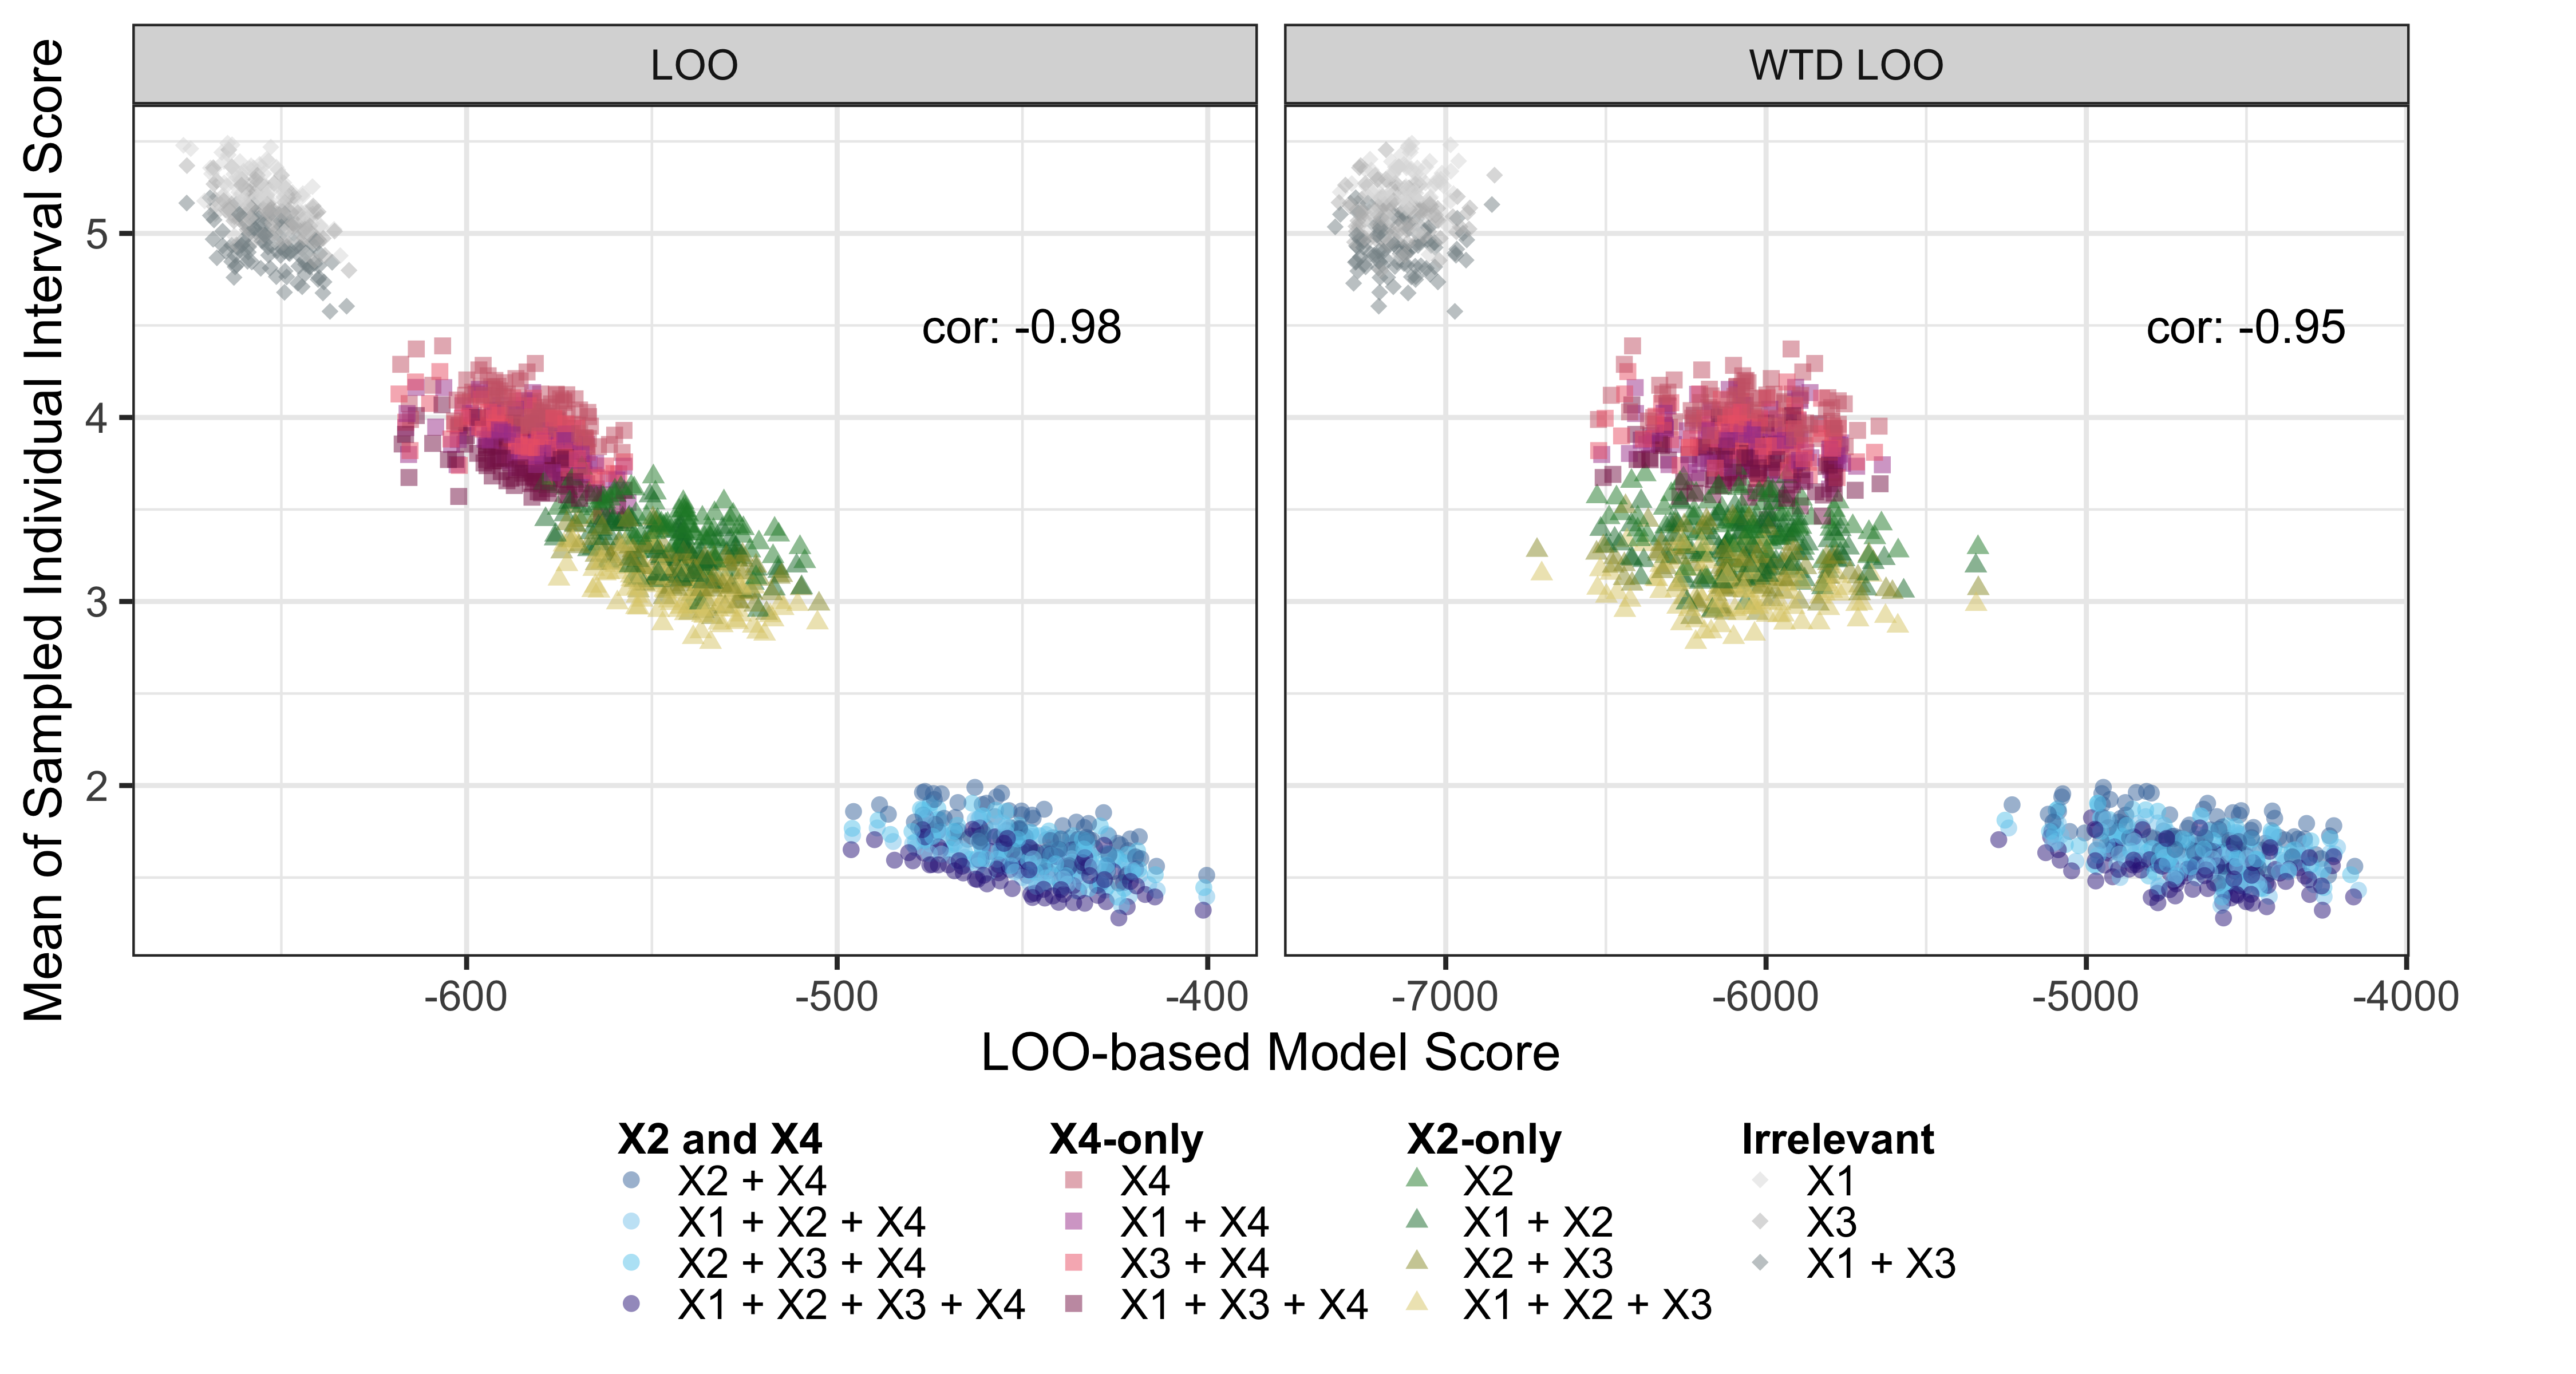 LOO
WTD LOO
Mean of Sampled Individual Interval Score
5
4
3
2
cor: -0.98
cor: -0.95
-600
-500
-400
-7000
-6000
-5000
-4000
LOO-based Model Score
X2 and X4
X2 + X4
X1 + X2 + X4
X2 + X3 + X4
X1 + X2 + X3 + X4
X4-only
X4
X1 + X4
X3 + X4
X1 + X3 + X4
X2-only
X2
X1 + X2
X2 + X3
X1 + X2 + X3
Irrelevant
X1
X3
X1 + X3